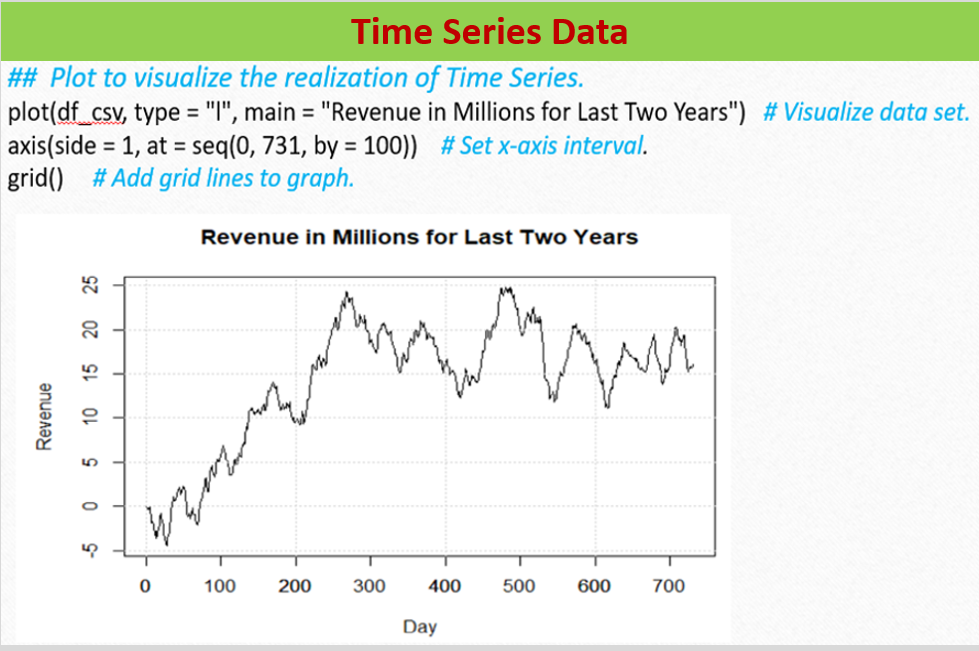 Time Series Data
## Plot to visualize the realization of Time Series.
plot(df_csv, type = "l", main = "Revenue in Millions for Last Two Years") # Visualize data set.
axis(side = 1, at = seq(0, 731, by = 100)) # Set x-axis interval.
grid() # Add grid lines to graph.
Revenue in Millions for Last Two Years
25
20
15
10
5
0
-5
Revenue
0 100 200 300 400 500 600 700
Day